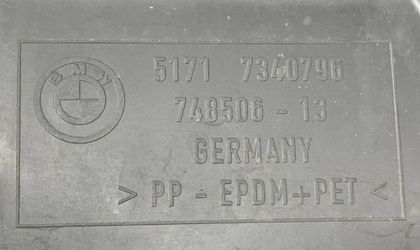 BMW
5171 7340796
748506-13
GERMANY
>PP-EPDM+PET<